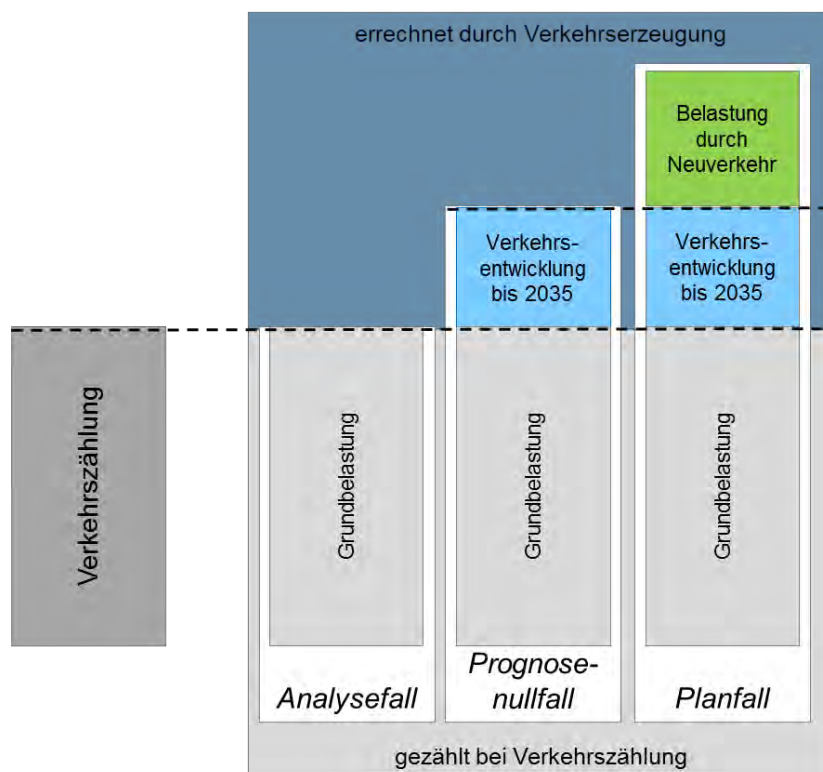 errechnet durch Verkehrserzeugung
Belastung
durch
Neuverkehr
Verkehrs-
entwicklung
bis 2035
Verkehrs-
entwicklung
bis 2035
Verkehrszählung
Grundbelastung
Grundbelastung
Grundbelastung
Analysefall
Prognose-
nullfall
Planfall
gezählt bei Verkehrszählung